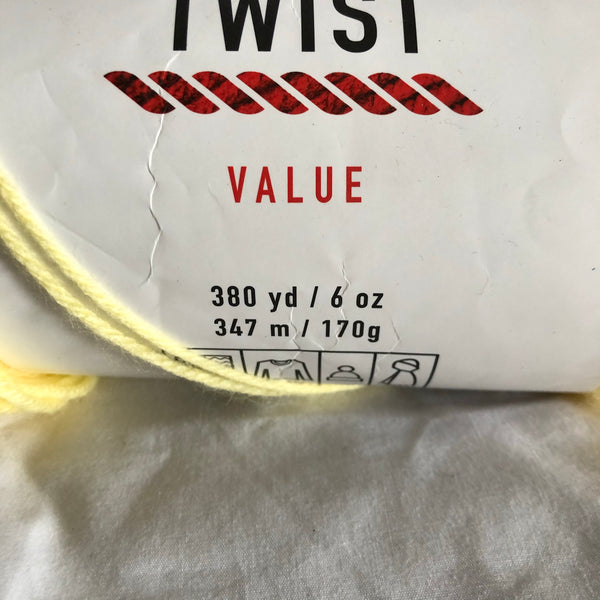 TWIST
VALUE
380 yd / 6 oz
347 m / 170g